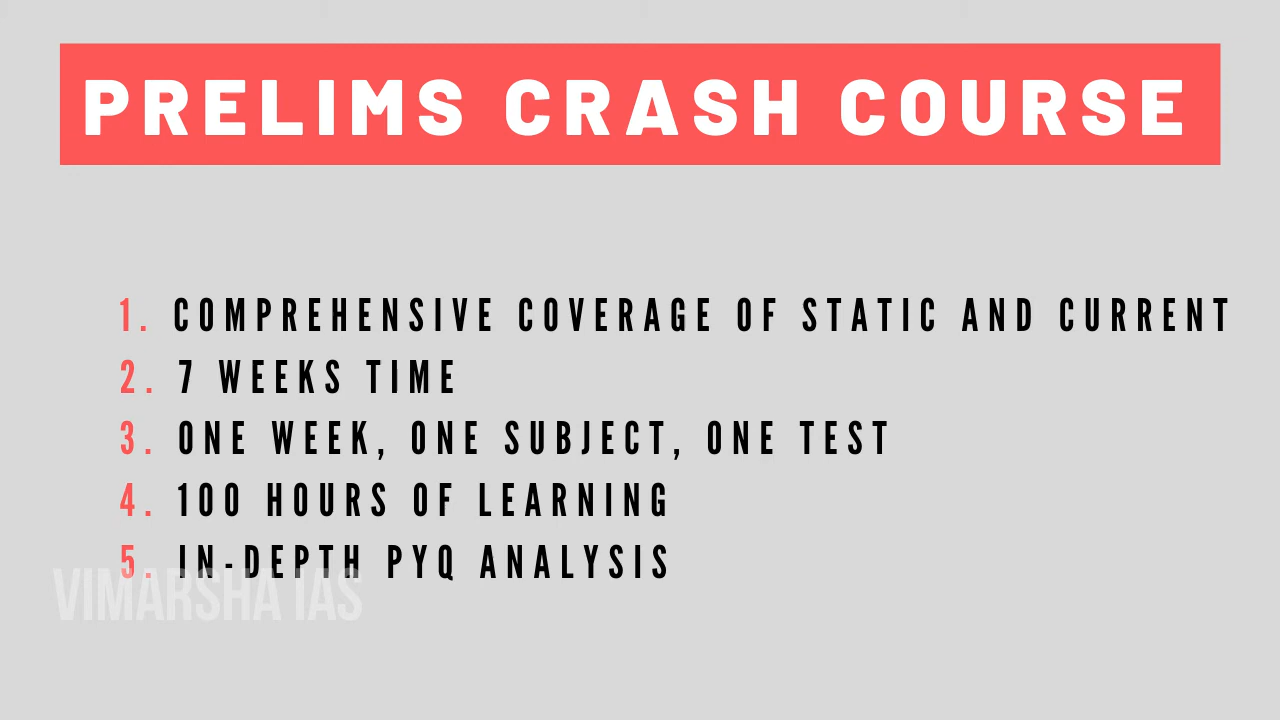 PRELIMS CRASH COURSE
1. COMPREHENSIVE COVERAGE OF STATIC AND CURRENT
2. 7 WEEKS TIME
3. ONE WEEK, ONE SUBJECT, ONE TEST
4. 100 HOURS OF LEARNING
5. IN-DEPTH PYQ ANALYSIS
VIMARSHA IAS